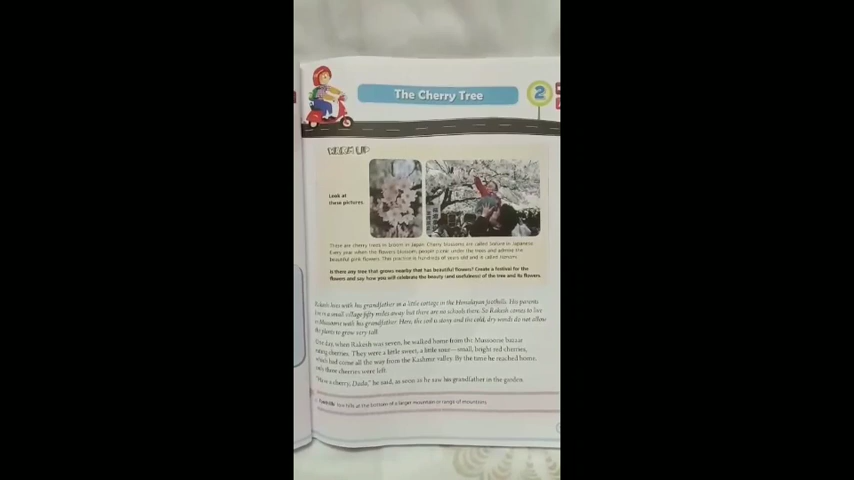 The Cherry Tree
2
WARM UP
Look at
these pictures.
There are cherry trees in bloom in Japan. Cherry blossoms are called sakura in Japanese.
Every year when the flowers blossom, people picnic under the trees and admire the
beautiful pink flowers. This practice is hundreds of years old and is called hanami.
Is there any tree that grows nearby that has beautiful flowers? Create a festival for the
flowers and say how you will celebrate the beauty (and usefulness) of the tree and its flowers.
Rakesh lives with his grandfather in a little cottage in the Himalayan foothills. His parents
live in a small village fifty miles away but there are no schools there. So Rakesh comes to live
in Mussoorie with his grandfather. Here, the soil is stony and the cold, dry winds do not allow
the plants to grow very tall.
One day, when Rakesh was seven, he walked home from the Mussoorie bazaar
eating cherries. They were a little sweet, a little sour—small, bright red cherries,
which had come all the way from the Kashmir valley. By the time he reached home,
only three cherries were left.
"Have a cherry, Dada," he said, as soon as he saw his grandfather in the garden.
foothills: low hills at the bottom of a larger mountain or range of mountains